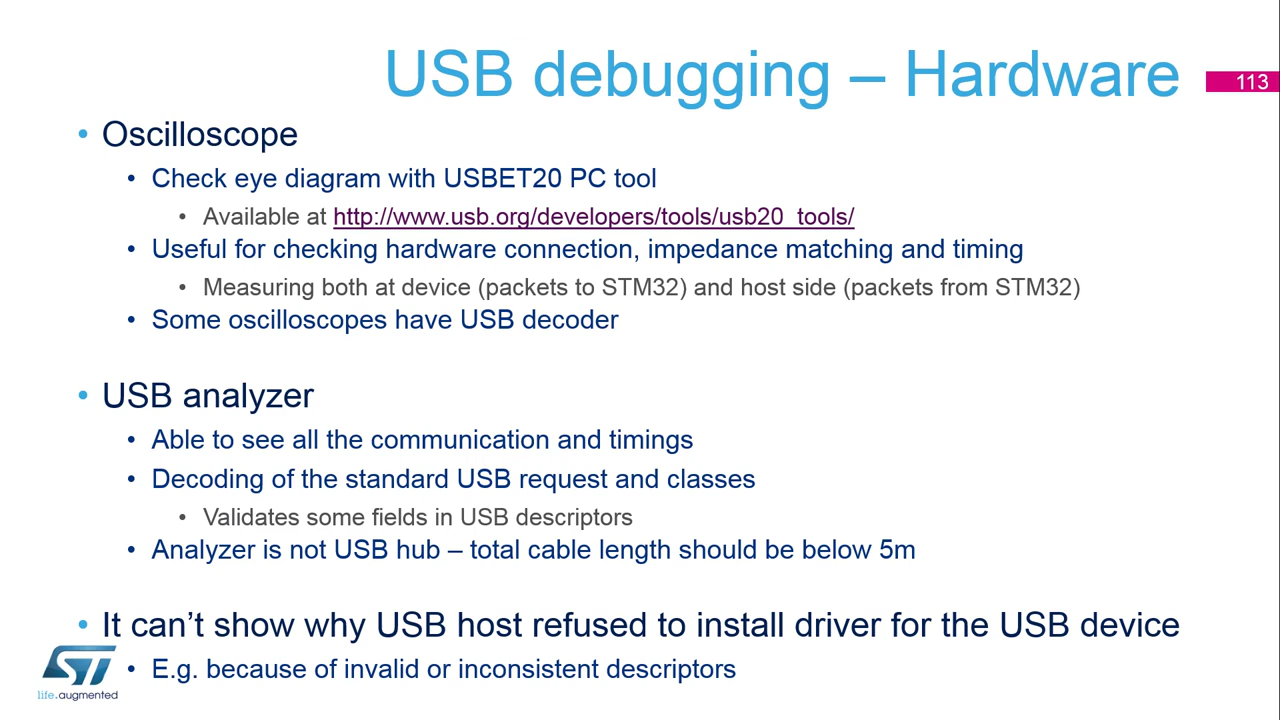 USB debugging – Hardware
113
• Oscilloscope
• Check eye diagram with USBET20 PC tool
• Available at http://www.usb.org/developers/tools/usb20_tools/
• Useful for checking hardware connection, impedance matching and timing
• Measuring both at device (packets to STM32) and host side (packets from STM32)
• Some oscilloscopes have USB decoder
• USB analyzer
• Able to see all the communication and timings
• Decoding of the standard USB request and classes
• Validates some fields in USB descriptors
• Analyzer is not USB hub – total cable length should be below 5m
• It can’t show why USB host refused to install driver for the USB device
• E.g. because of invalid or inconsistent descriptors
ST
life.augmented